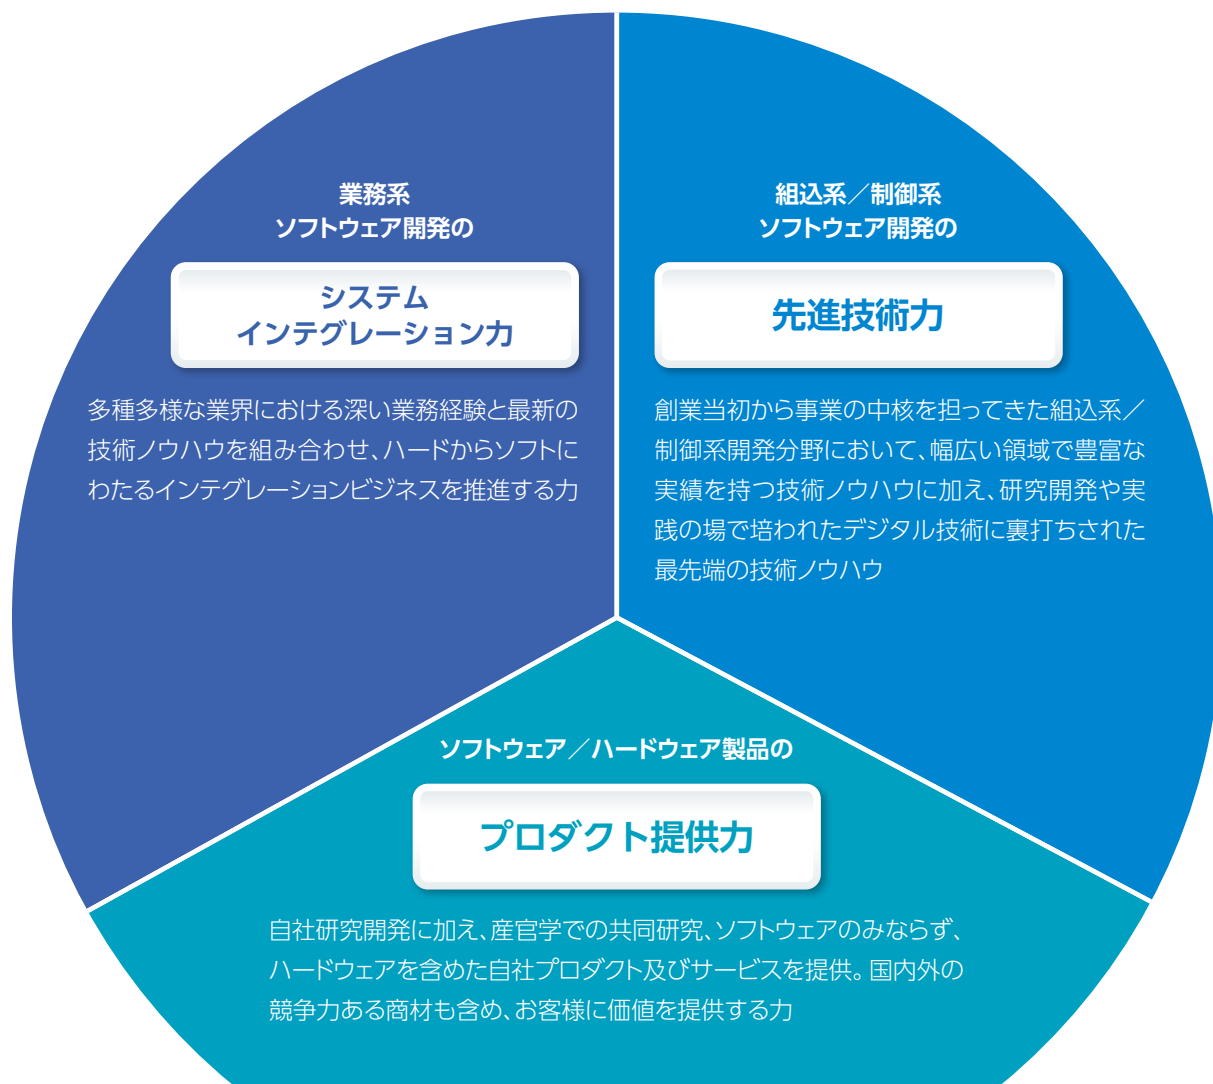 業務系
ソフトウェア開発の
システム
インテグレーション力
多種多様な業界における深い業務経験と最新の
技術ノウハウを組み合わせ、ハードからソフトに
わたるインテグレーションビジネスを推進する力
組込系／制御系
ソフトウェア開発の
先進技術力
創業当初から事業の中核を担ってきた組込系／
制御系開発分野において、幅広い領域で豊富な
実績を持つ技術ノウハウに加え、研究開発や実
践の場で培われたデジタル技術に裏打ちされた
最先端の技術ノウハウ
ソフトウェア／ハードウェア製品の
プロダクト提供力
自社研究開発に加え、産官学での共同研究、ソフトウェアのみならず、
ハードウェアを含めた自社プロダクト及びサービスを提供。国内外の
競争力ある商材も含め、お客様に価値を提供する力